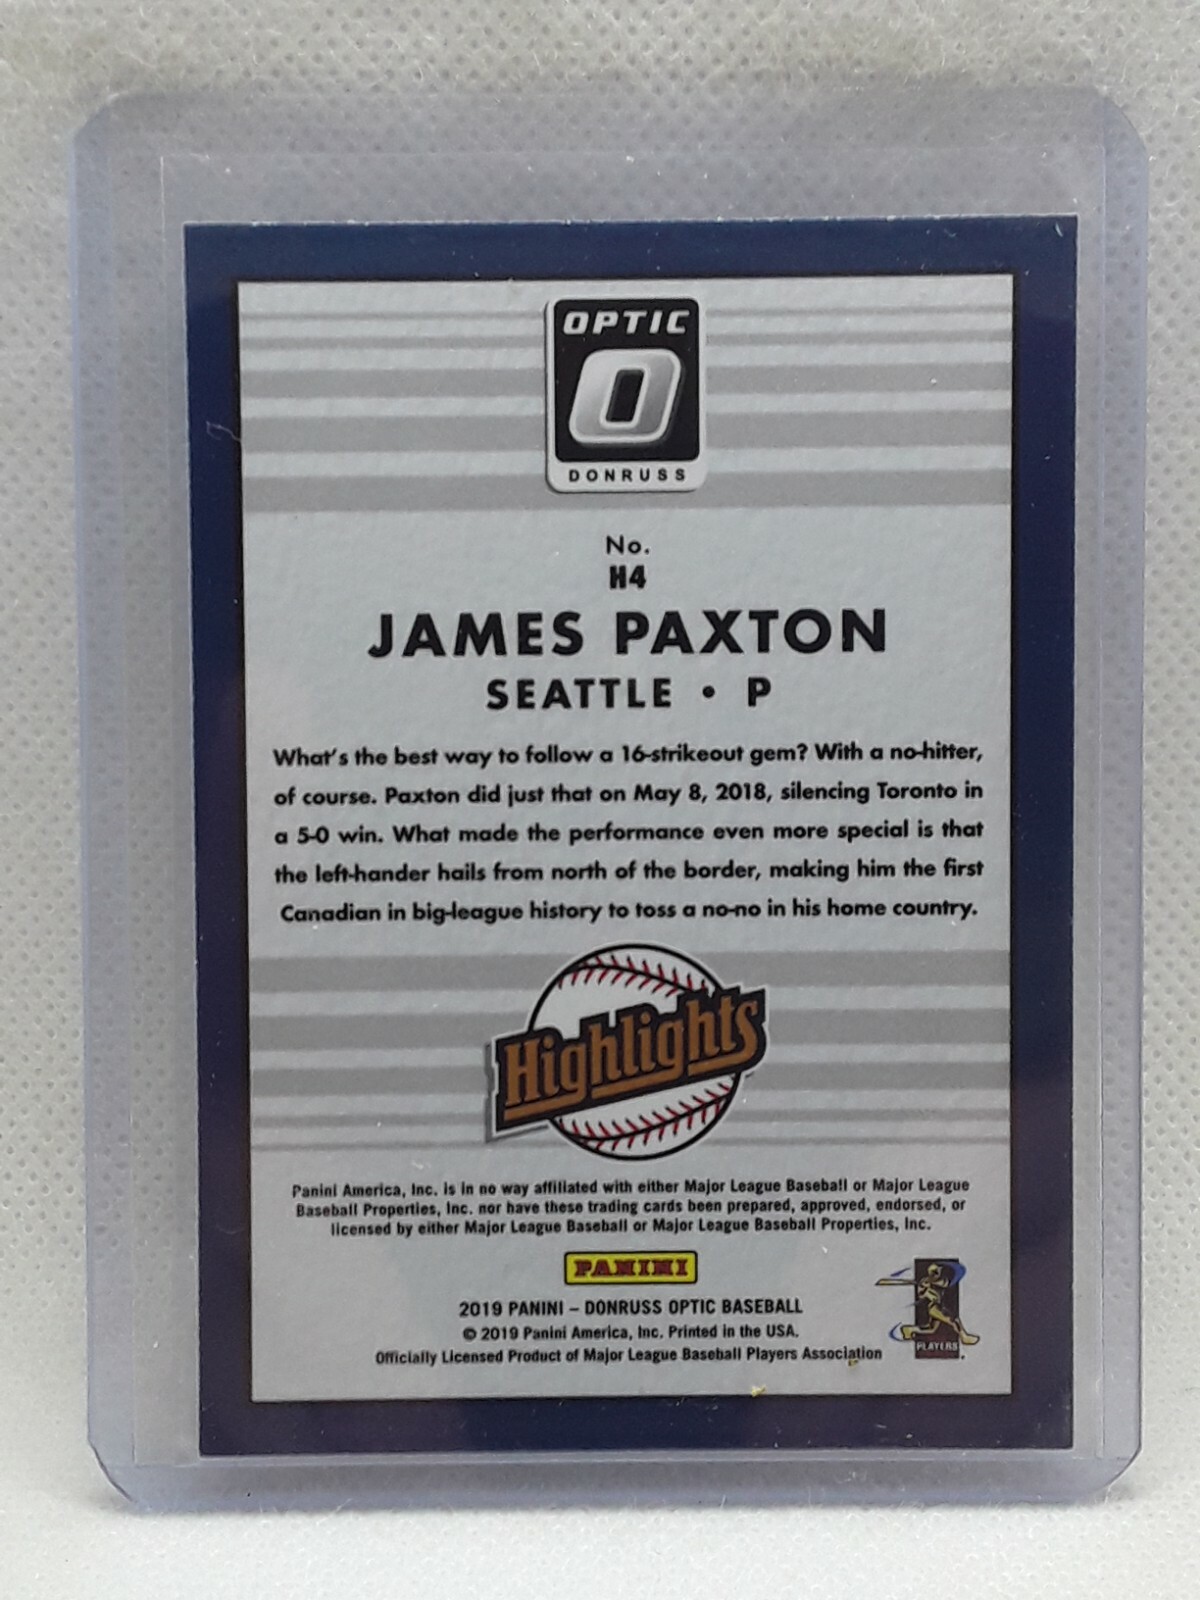 OPTIC
O
DONRUSS
No.
H4
JAMES PAXTON
SEATTLE • P
What's the best way to follow a 16-strikeout gem? With a no-hitter,
of course. Paxton did just that on May 8, 2018, silencing Toronto in
a 5-0 win. What made the performance even more special is that
the left-hander hails from north of the border, making him the first
Canadian in big-league history to toss a no-no in his home country.
Highlights
Panini America, Inc. is in no way affiliated with either Major League Baseball or Major League
Baseball Properties, Inc. nor have these trading cards been prepared, approved, endorsed, or
licensed by either Major League Baseball or Major League Baseball Properties, Inc.
PANINI
2019 PANINI – DONRUSS OPTIC BASEBALL
© 2019 Panini America, Inc. Printed in the USA.
Officially Licensed Product of Major League Baseball Players Association
PLAYERS